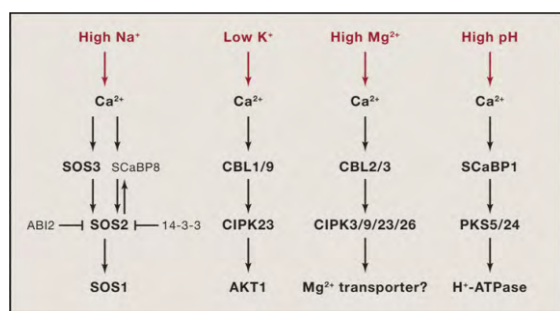 High Na⁺ Low K⁺ High Mg²⁺ High pH
Ca²⁺ Ca²⁺ Ca²⁺ Ca²⁺
SOS3 SCaBP8 CBL1/9 CBL2/3 SCaBP1
ABI2 SOS2 14-3-3 CIPK23 CIPK3/9/23/26 PKS5/24
SOS1 AKT1 Mg²⁺ transporter? H⁺-ATPase